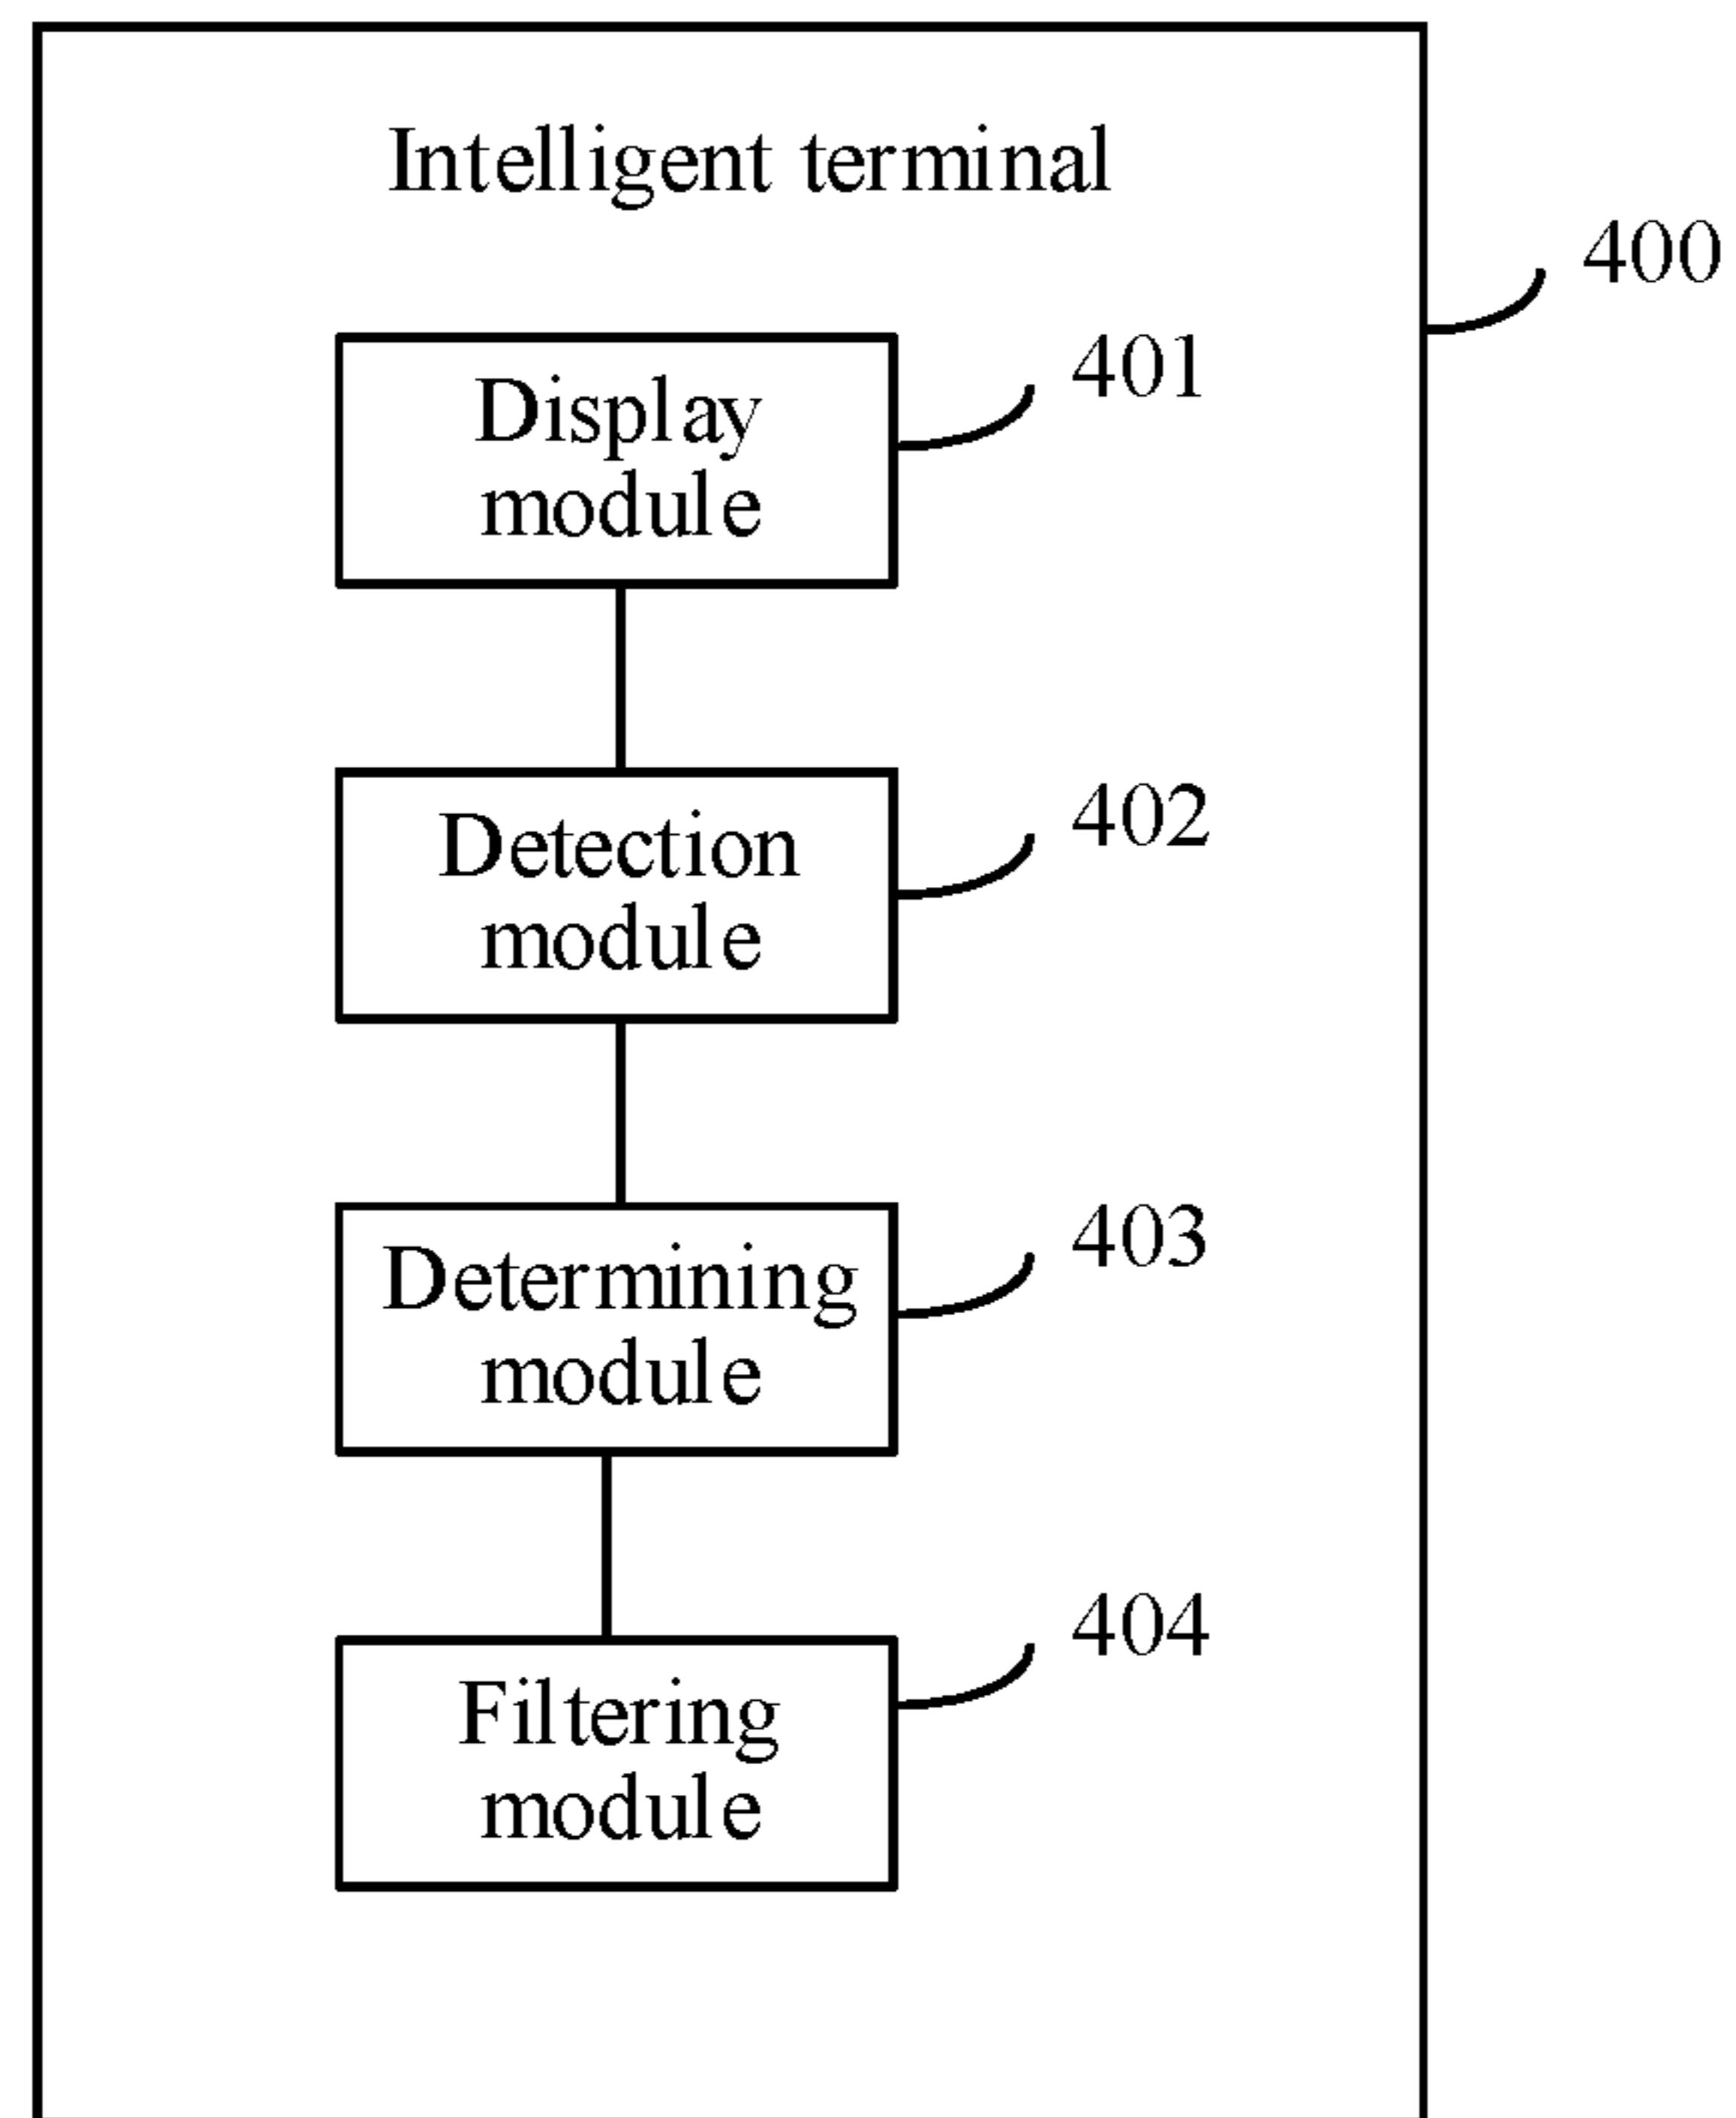 Intelligent terminal
400
Display
module
401
Detection
module
402
Determining
module
403
Filtering
module
404